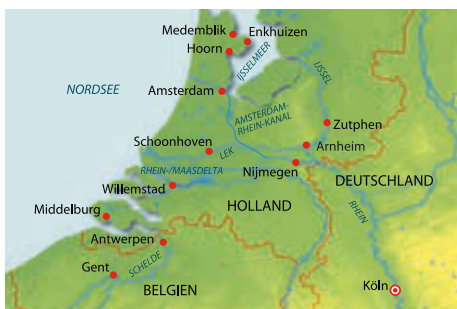 Medemblik
Enkhuizen
Hoorn
IJSSELMEER
NORDSEE
IJSSEL
Amsterdam
AMSTERDAM-
RHEIN-KANAL
Zutphen
Schoonhoven
LEK
Arnheim
RHEIN-/MAASDELTA
Nijmegen
DEUTSCHLAND
Willemstad
HOLLAND
RHEIN
Middelburg
Antwerpen
Gent
SCHELDE
Köln
BELGIEN